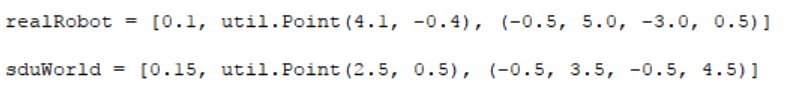 realRobot = [0.1, util.Point(4.1, -0.4), (-0.5, 5.0, -3.0, 0.5)]
sduWorld = [0.15, util.Point(2.5, 0.5), (-0.5, 3.5, -0.5, 4.5)]